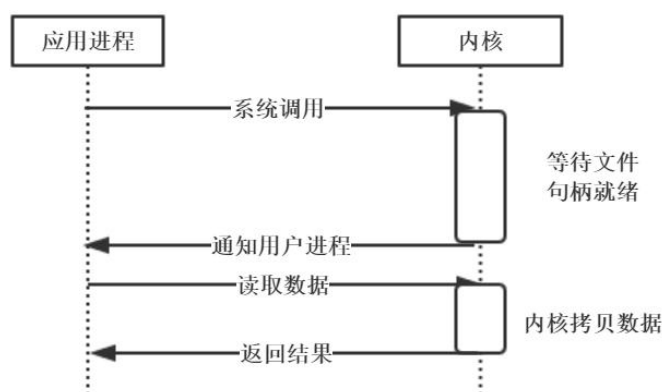 应用进程
内核
系统调用
等待文件
句柄就绪
通知用户进程
读取数据
内核拷贝数据
返回结果